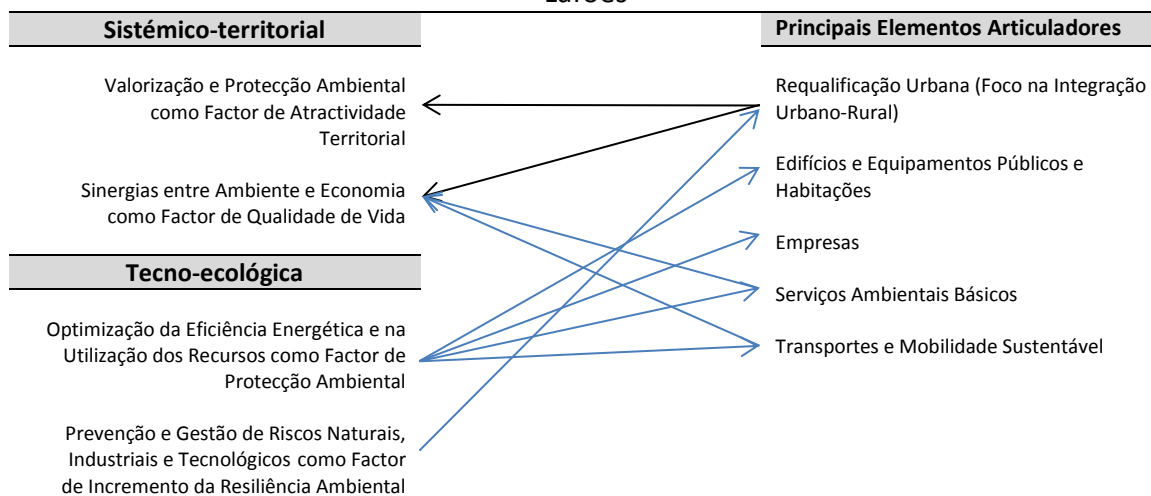 Sistémico-territorial
Valorização e Protecção Ambiental
como Factor de Atractividade
Territorial
Sinergias entre Ambiente e Economia
como Factor de Qualidade de Vida
Tecno-ecológica
Optimização da Eficiência Energética e na
Utilização dos Recursos como Factor de
Protecção Ambiental
Prevenção e Gestão de Riscos Naturais,
Industriais e Tecnológicos como Factor
de Incremento da Resiliência Ambiental
Principais Elementos Articuladores
Requalificação Urbana (Foco na Integração
Urbano-Rural)
Edifícios e Equipamentos Públicos e
Habitações
Empresas
Serviços Ambientais Básicos
Transportes e Mobilidade Sustentável